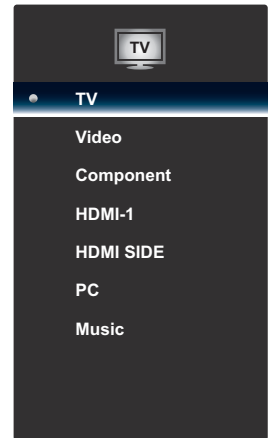 TV
TV
Video
Component
HDMI-1
HDMI SIDE
PC
Music